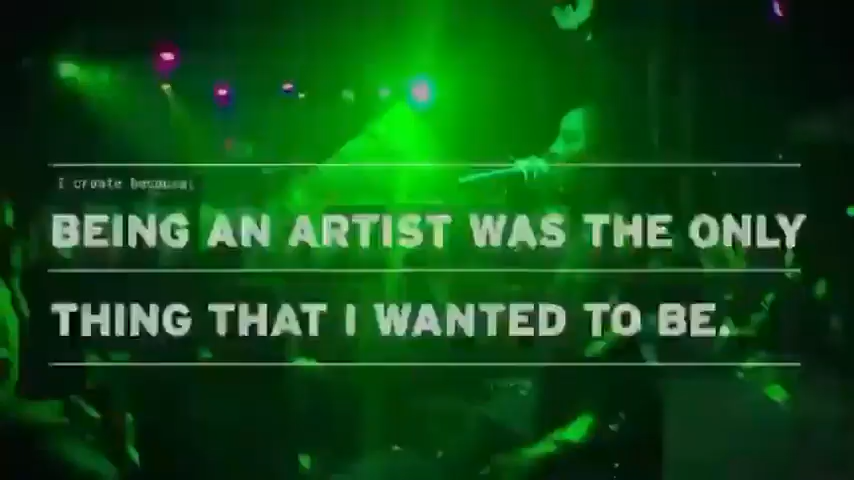 I create because:
BEING AN ARTIST WAS THE ONLY
THING THAT I WANTED TO BE.